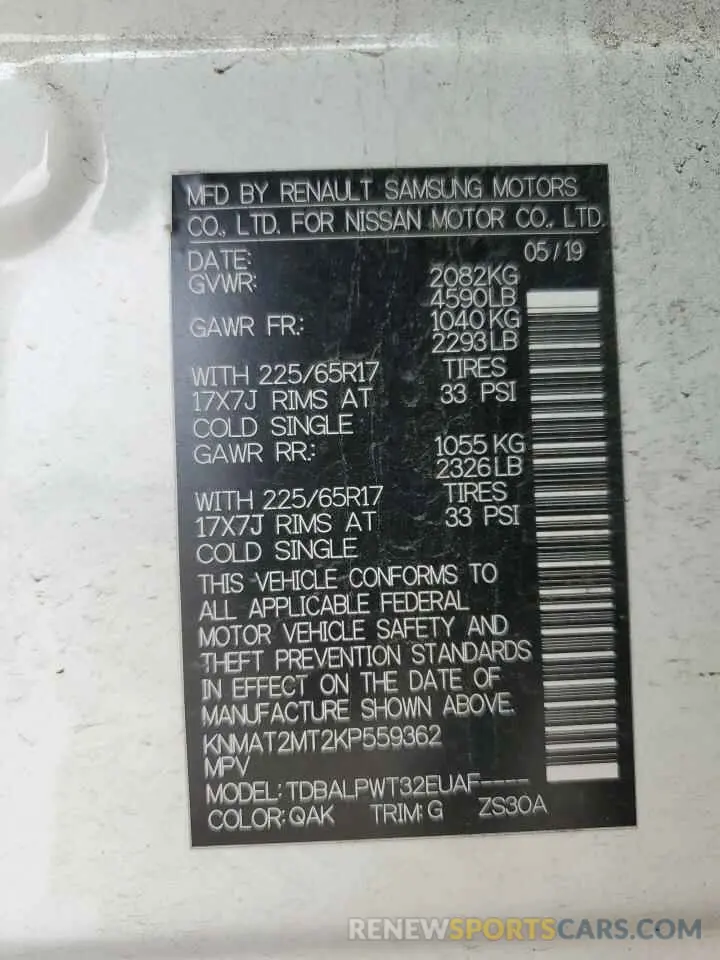 MFD BY RENAULT SAMSUNG MOTORS
CO., LTD. FOR NISSAN MOTOR CO., LTD.
DATE: 05/19
GVWR: 2082KG
4590LB
GAWR FR.: 1040 KG
2293LB
WITH 225/65R17 TIRES
17X7J RIMS AT 33 PSI
COLD SINGLE
GAWR RR.: 1055 KG
2326LB
WITH 225/65R17 TIRES
17X7J RIMS AT 33 PSI
COLD SINGLE
THIS VEHICLE CONFORMS TO
ALL APPLICABLE FEDERAL
MOTOR VEHICLE SAFETY AND
THEFT PREVENTION STANDARDS
IN EFFECT ON THE DATE OF
MANUFACTURE SHOWN ABOVE.
KNMAT2MT2KP559362
MPV
MODEL: TDBALPWT32EUAF----
COLOR: QAK TRIM: G ZS30A
RENEWSPORTSCARS.COM